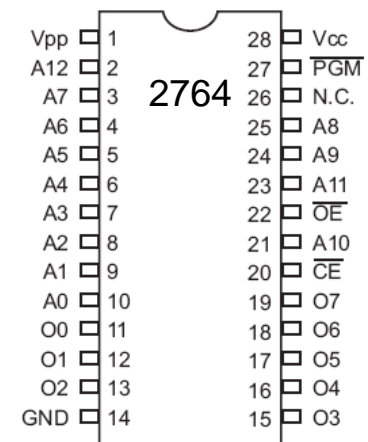 Vpp 1 28 Vcc
A12 2 27 PGM
A7 3 2764 26 N.C.
A6 4 25 A8
A5 5 24 A9
A4 6 23 A11
A3 7 22 OE
A2 8 21 A10
A1 9 20 CE
A0 10 19 O7
O0 11 18 O6
O1 12 17 O5
O2 13 16 O4
GND 14 15 O3